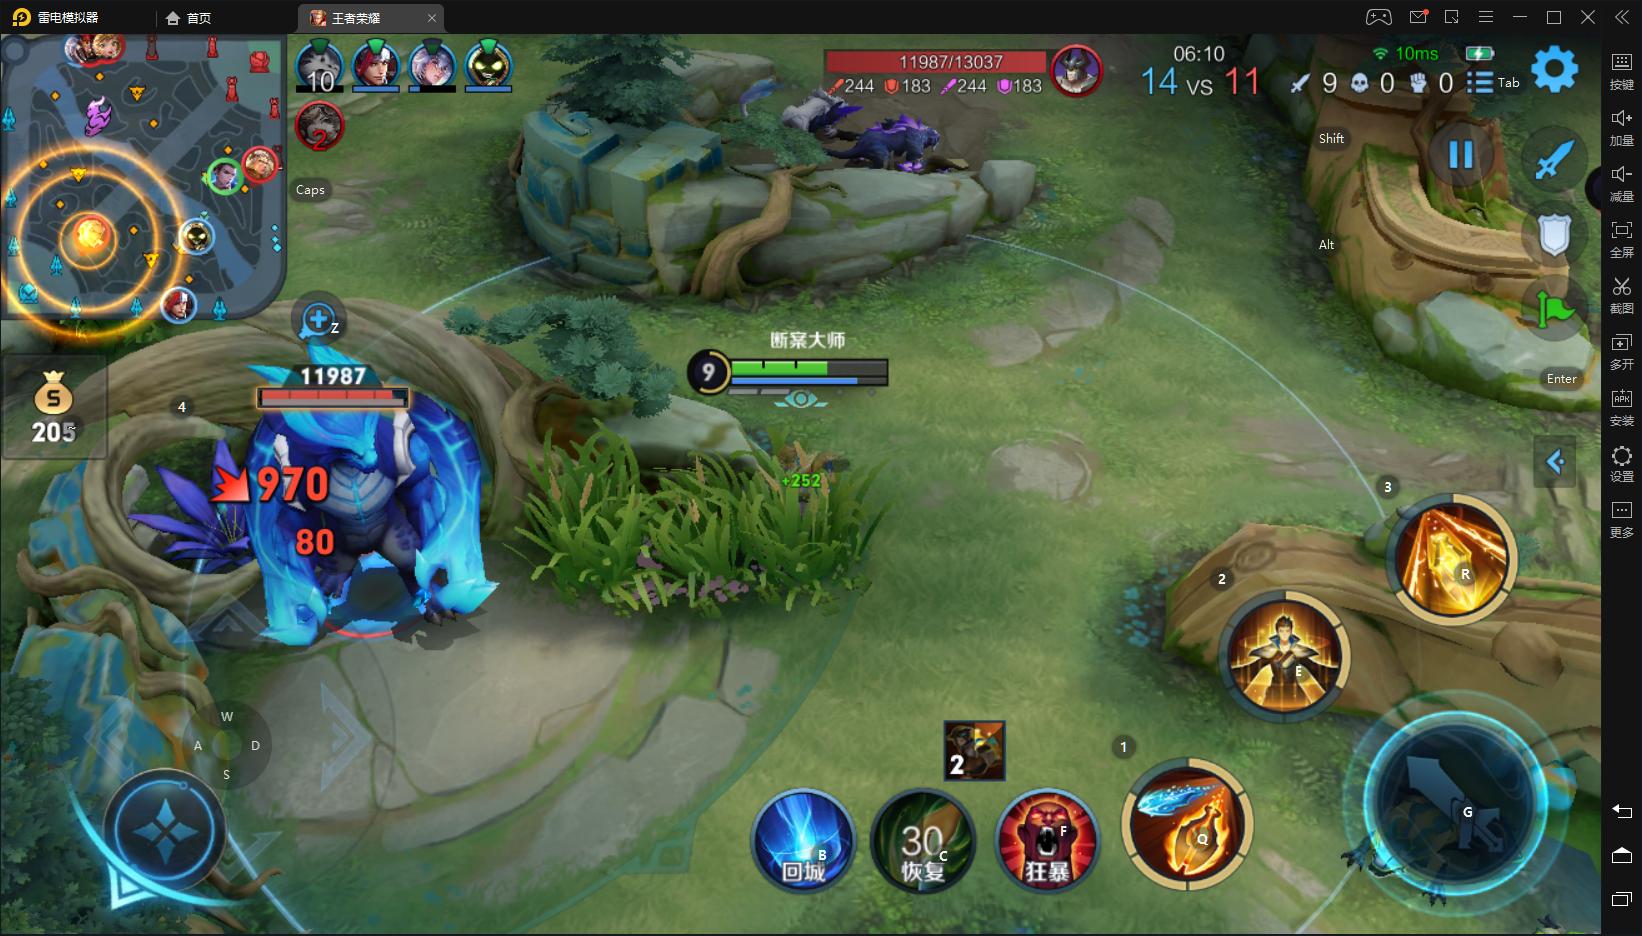 雷电模拟器
首页
王者荣耀
10
2
11987/13037
244 183 244 183
06:10
14 vs 11
10ms
9 0 0
Tab
Shift
Caps
Alt
Z
Enter
205
4
11987
970
80
断案大师
9
+252
3
R
2
E
W
A
D
S
2
1
B
回城
30
C
恢复
F
狂暴
Q
G
按键
加量
减量
全屏
截图
多开
APK
安装
设置
更多